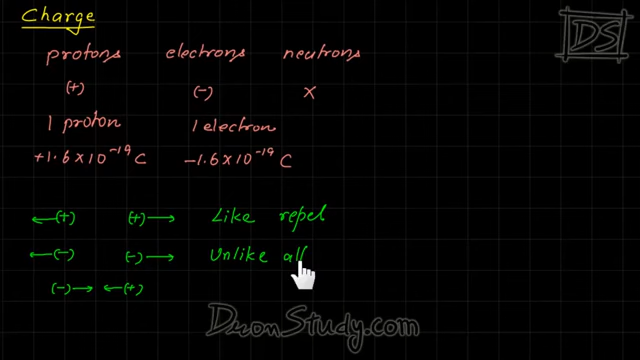 Charge
protons electrons neutrons
(+) (-) X
1 proton 1 electron
+1.6×10⁻¹⁹ C -1.6×10⁻¹⁹ C
←(+) (+)→ Like repel
←(-) (-)→ Unlike
(-)→ ←(+)
DronStudy.com
DS